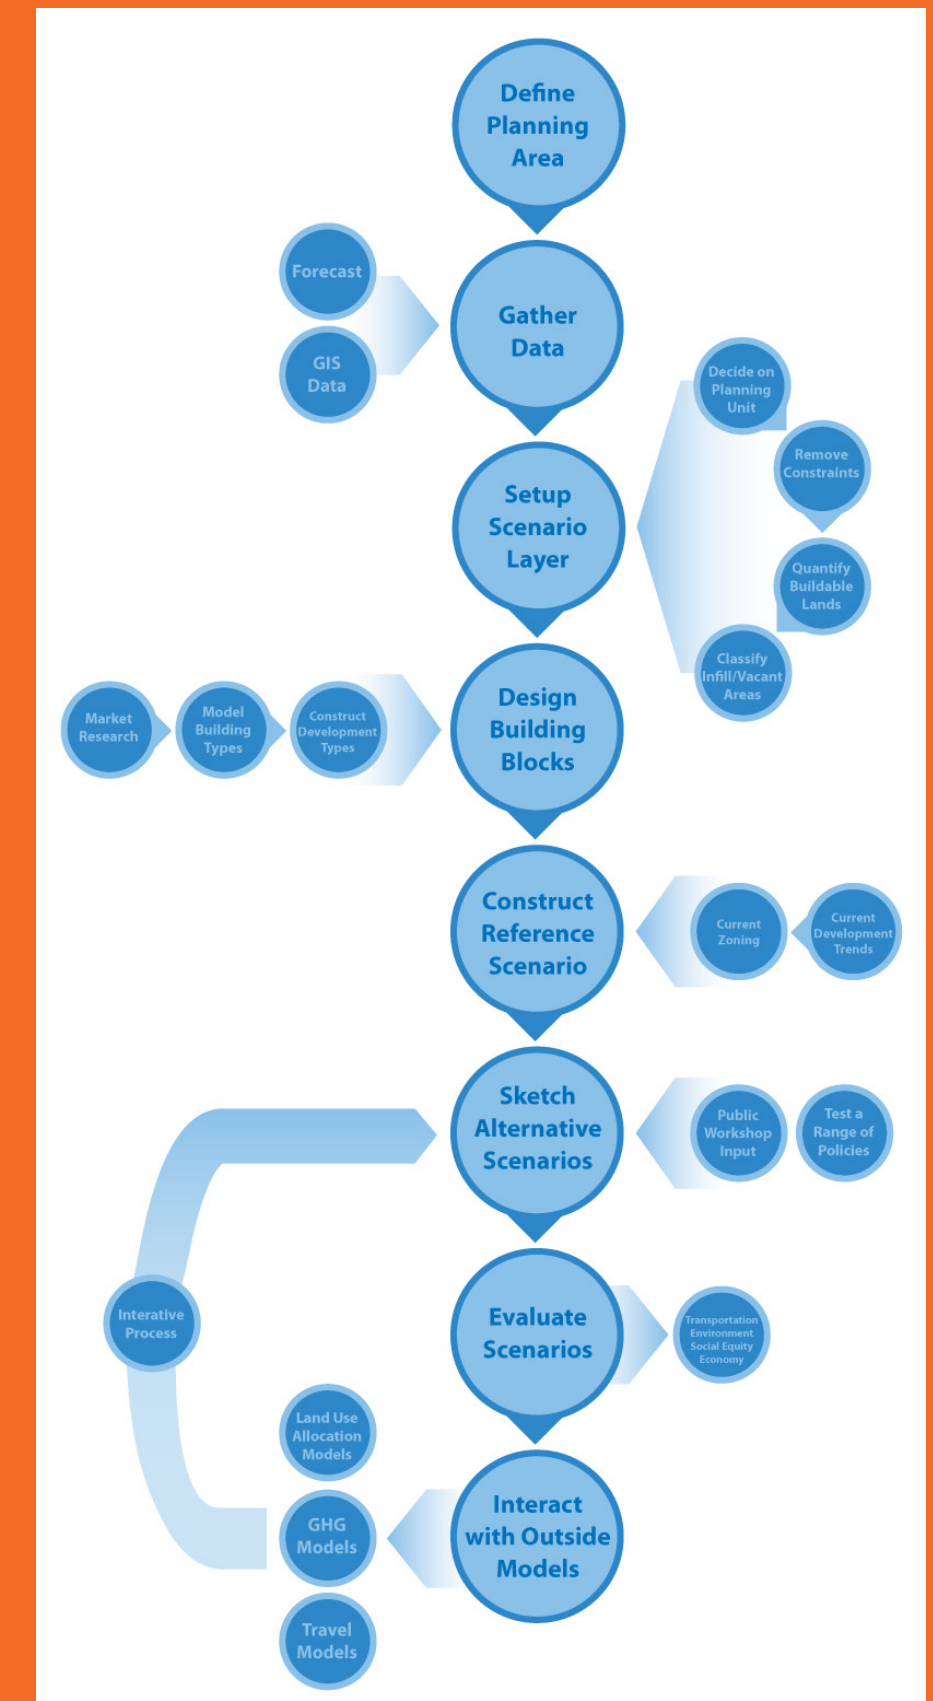 Define
Planning
Area
Forecast
GIS
Data
Gather
Data
Decide on
Planning
Unit
Remove
Constraints
Quantify
Buildable
Lands
Classify
Infill/Vacant
Areas
Setup
Scenario
Layer
Market
Research
Model
Building
Types
Construct
Development
Types
Design
Building
Blocks
Construct
Reference
Scenario
Current
Zoning
Current
Development
Trends
Sketch
Alternative
Scenarios
Public
Workshop
Input
Test a
Range of
Policies
Evaluate
Scenarios
Transportation
Environment
Social Equity
Economy
Interative
Process
Land Use
Allocation
Models
GHG
Models
Travel
Models
Interact
with Outside
Models